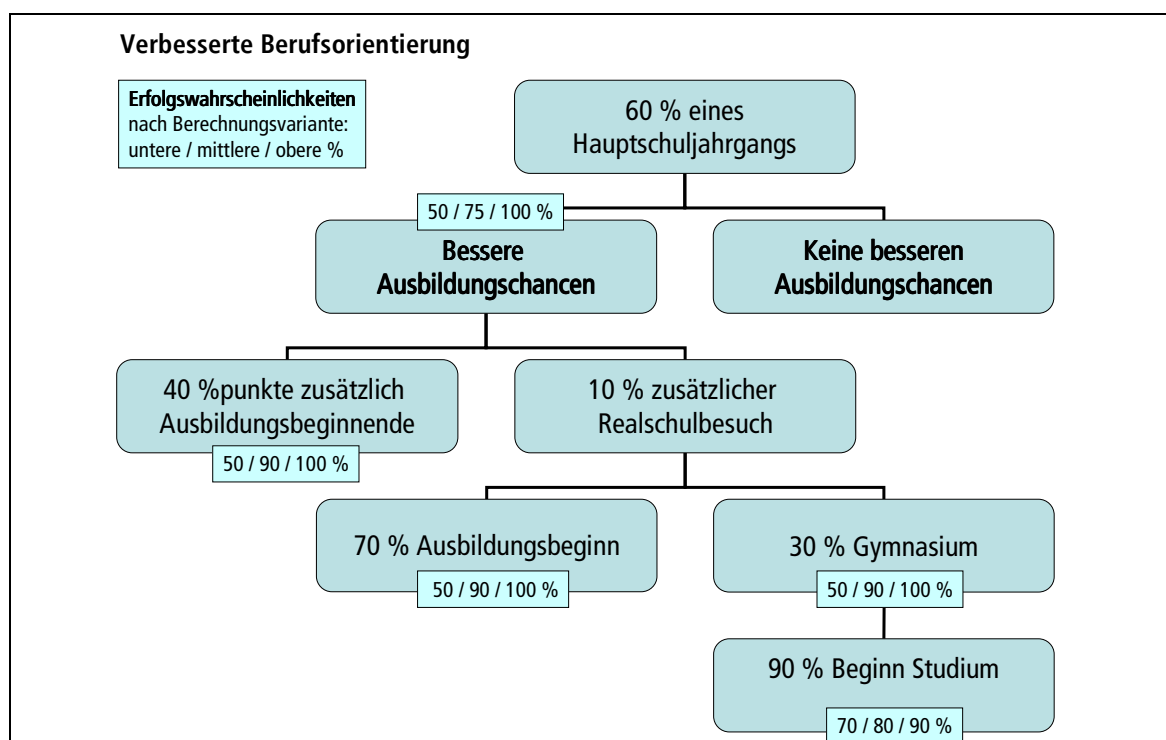 Verbesserte Berufsorientierung
Erfolgswahrscheinlichkeiten
nach Berechnungsvariante:
untere / mittlere / obere %
60 % eines
Hauptschuljahrgangs
50 / 75 / 100 %
Bessere
Ausbildungschancen
Keine besseren
Ausbildungschancen
40 %punkte zusätzlich
Ausbildungsbeginnende
50 / 90 / 100 %
10 % zusätzlicher
Realschulbesuch
70 % Ausbildungsbeginn
50 / 90 / 100 %
30 % Gymnasium
50 / 90 / 100 %
90 % Beginn Studium
70 / 80 / 90 %